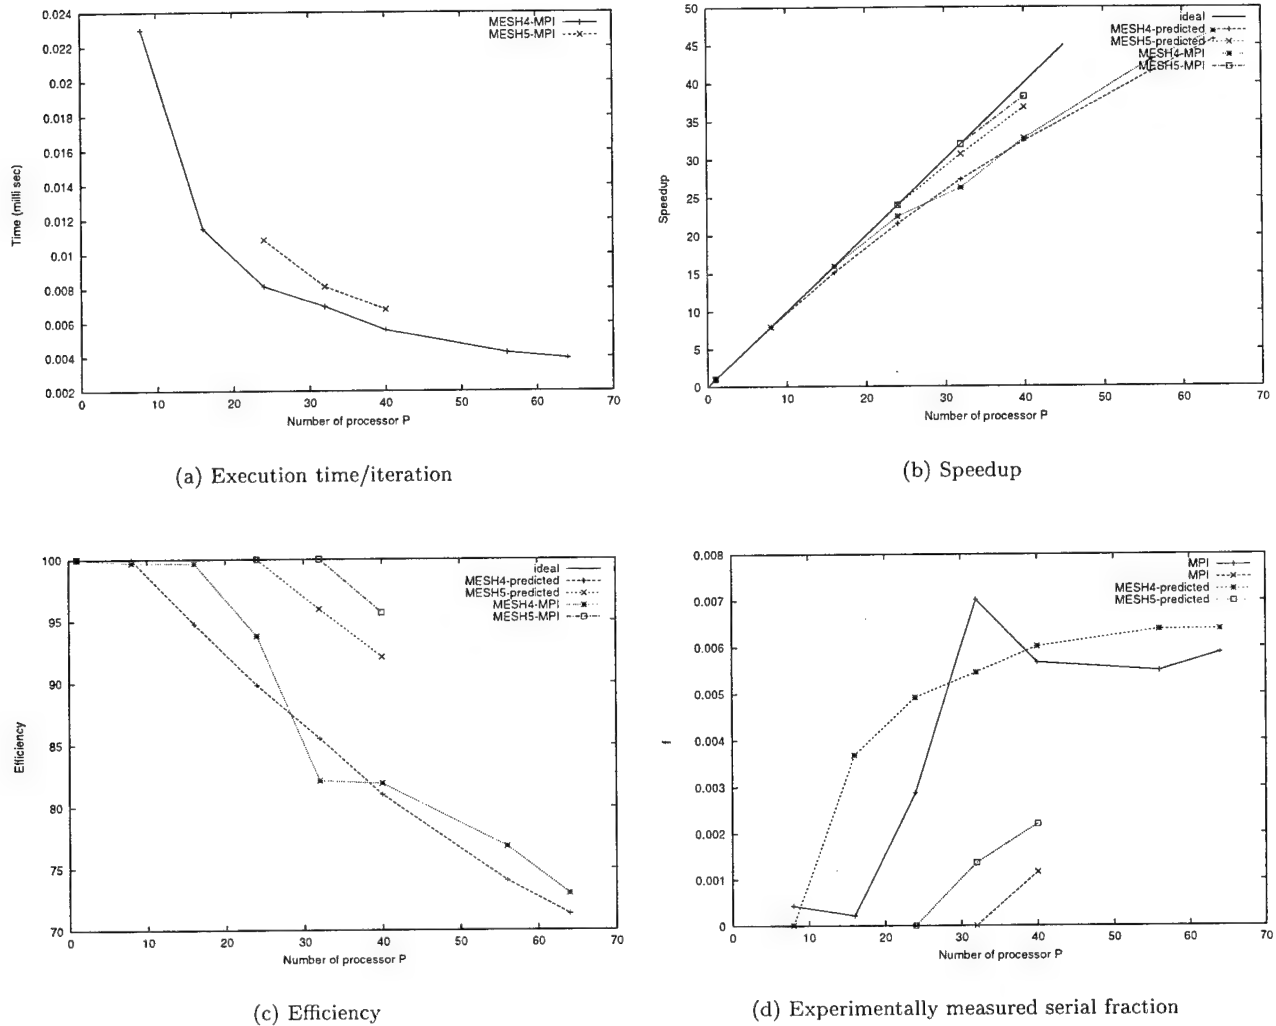 0.024
0.022
0.02
0.018
0.016
0.014
0.012
0.01
0.008
0.006
0.004
0.002
Time (milli sec)
MESH4-MPI
MESH5-MPI
0 10 20 30 40 50 60 70
Number of processor P
(a) Execution time/iteration
50
45
40
35
30
25
20
15
10
5
0
Speedup
ideal
MESH4-predicted
MESH5-predicted
MESH4-MPI
MESH5-MPI
0 10 20 30 40 50 60 70
Number of processor P
(b) Speedup
100
95
90
85
80
75
70
Efficiency
ideal
MESH4-predicted
MESH5-predicted
MESH4-MPI
MESH5-MPI
0 10 20 30 40 50 60 70
Number of processor P
(c) Efficiency
0.008
0.007
0.006
0.005
0.004
0.003
0.002
0.001
0
f
MPI
MPI
MESH4-predicted
MESH5-predicted
0 10 20 30 40 50 60 70
Number of processor P
(d) Experimentally measured serial fraction